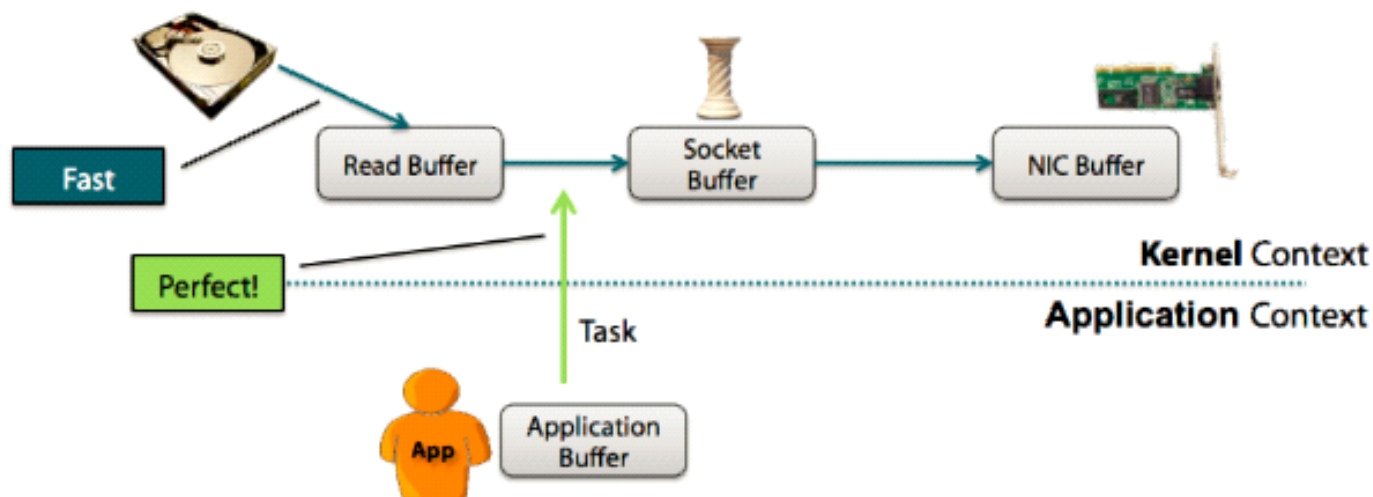 Fast
Read Buffer
Socket
Buffer
NIC Buffer
Perfect!
Kernel Context
Application Context
Task
App
Application
Buffer